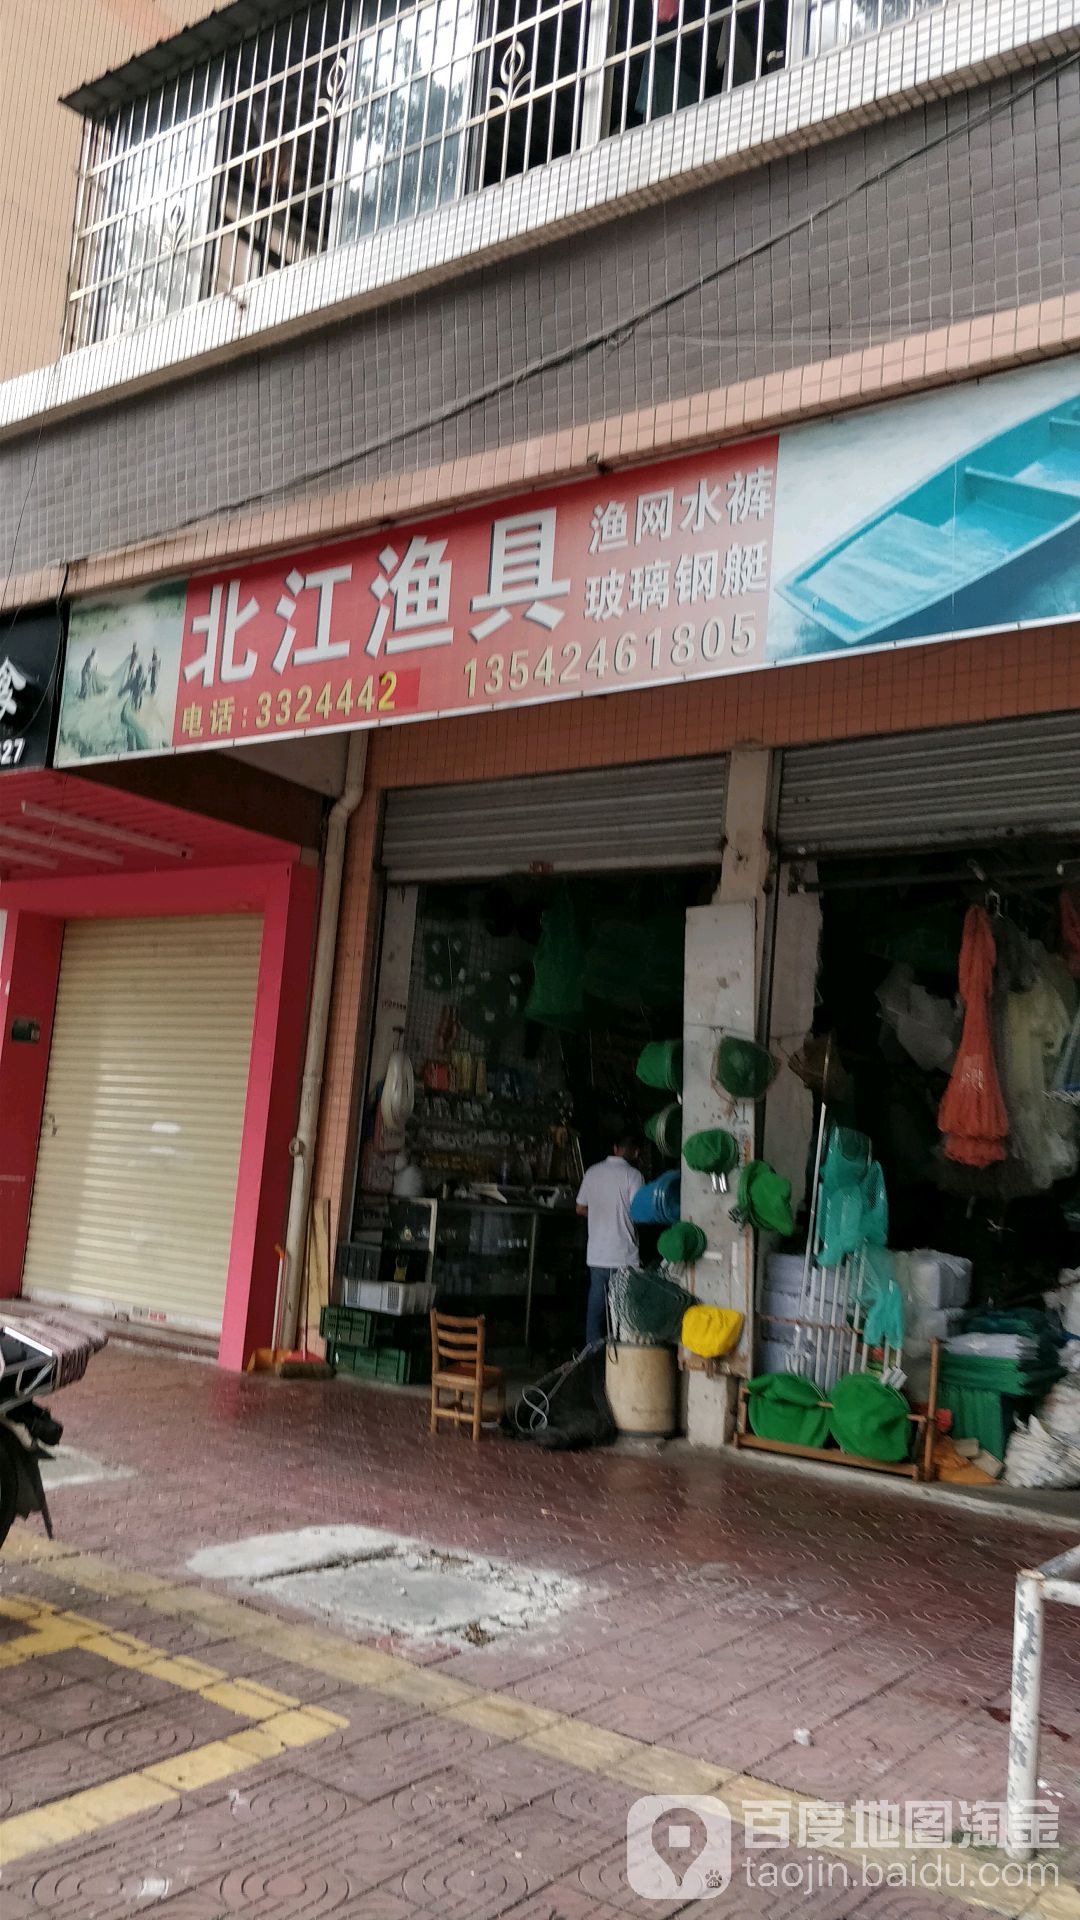 北江渔具
渔网水裤
玻璃钢艇
电话:3324442
13542461805
27
百度地图淘金
taojin.baidu.com